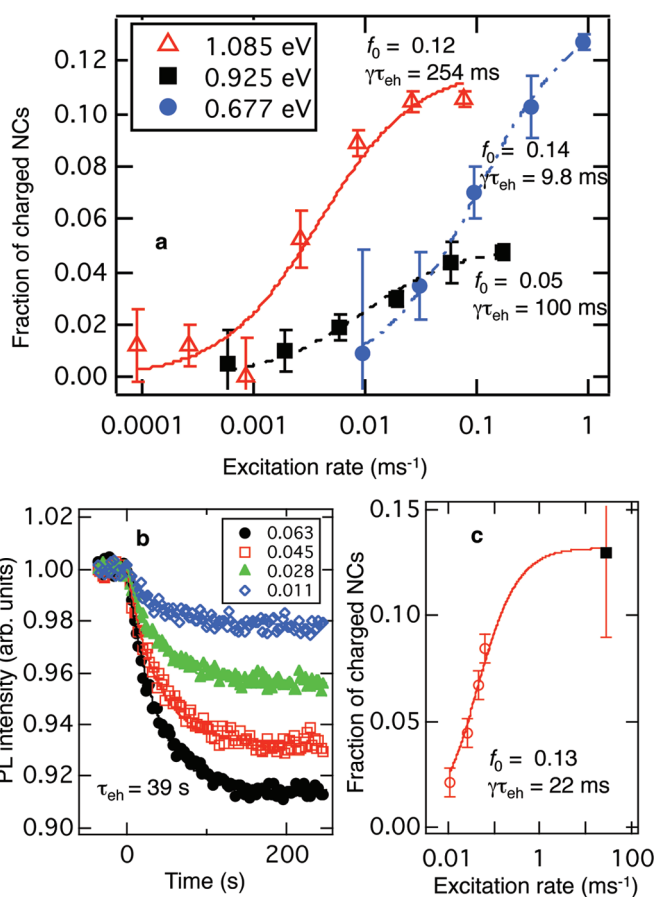 1.085 eV
0.925 eV
0.677 eV
f0 = 0.12
γτeh = 254 ms
f0 = 0.14
γτeh = 9.8 ms
f0 = 0.05
γτeh = 100 ms
a
Fraction of charged NCs
0.12
0.10
0.08
0.06
0.04
0.02
0.00
0.0001
0.001
0.01
0.1
1
Excitation rate (ms-1)
b
0.063
0.045
0.028
0.011
τeh = 39 s
PL intensity (arb. units)
1.02
1.00
0.98
0.96
0.94
0.92
0.90
0
200
Time (s)
c
f0 = 0.13
γτeh = 22 ms
Fraction of charged NCs
0.15
0.10
0.05
0.00
0.01
1
100
Excitation rate (ms-1)